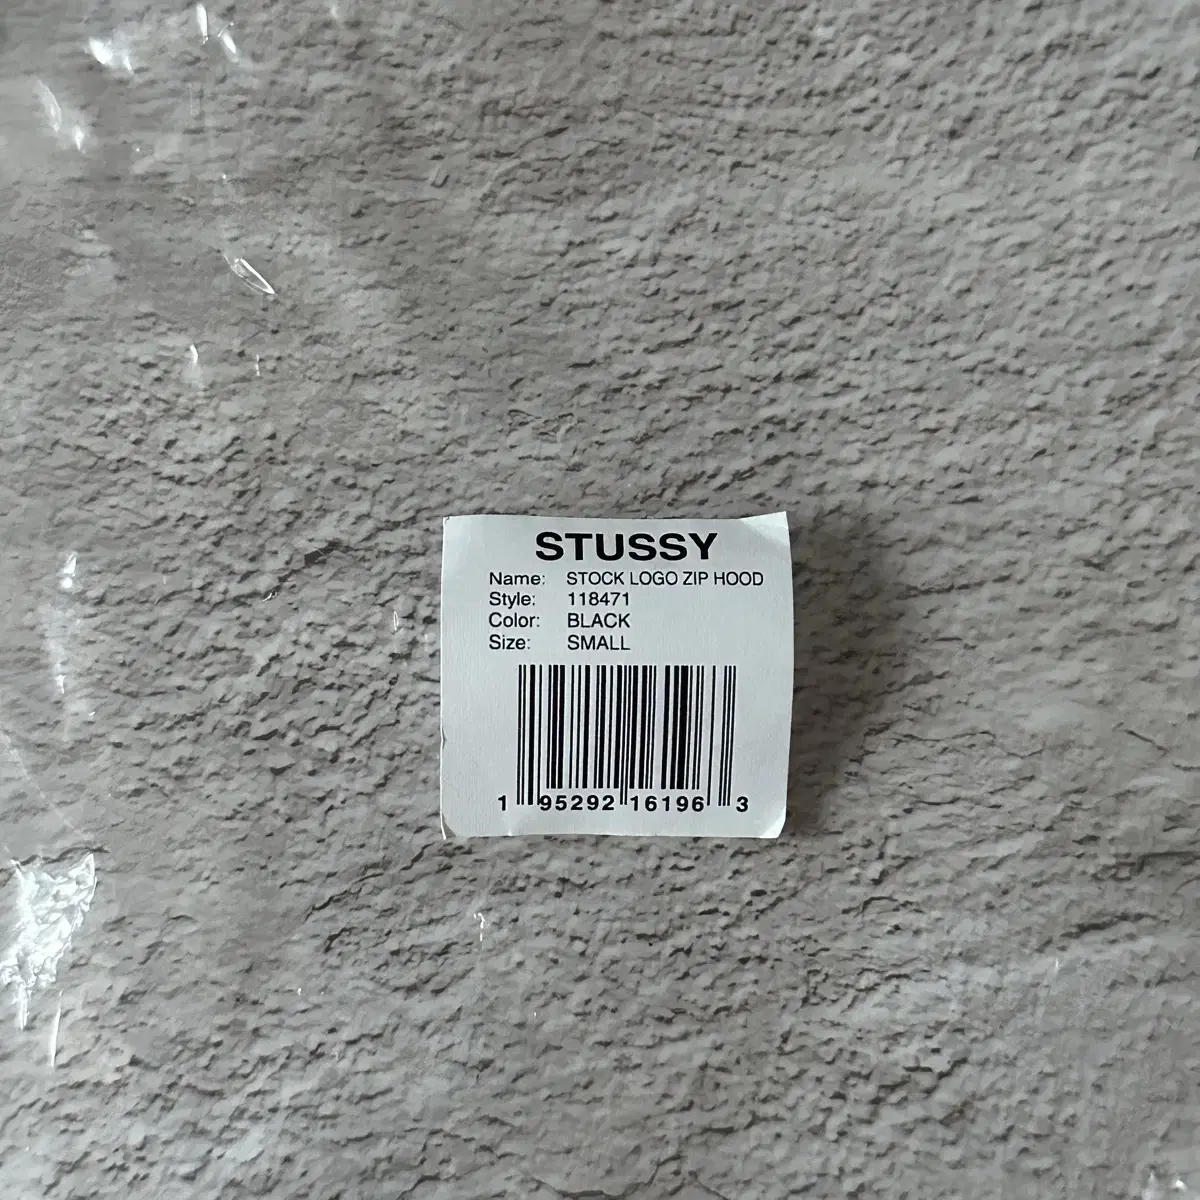 STUSSY
Name: STOCK LOGO ZIP HOOD
Style: 118471
Color: BLACK
Size: SMALL
1 95292 16196 3